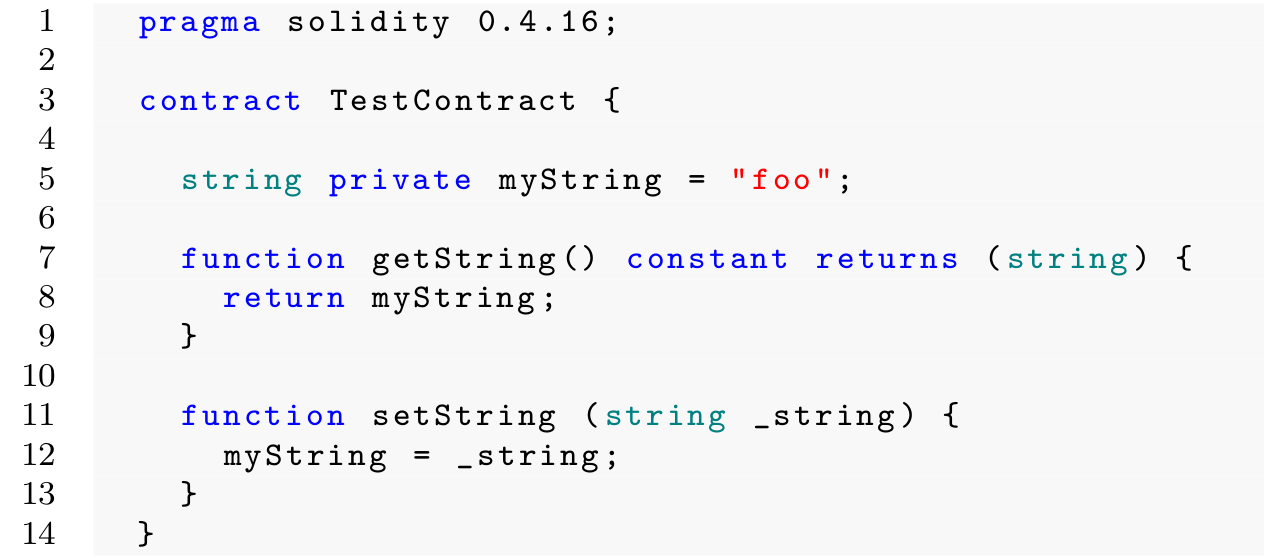 1 pragma solidity 0.4.16;
2
3 contract TestContract {
4
5 string private myString = "foo";
6
7 function getString() constant returns (string) {
8 return myString;
9 }
10
11 function setString (string _string) {
12 myString = _string;
13 }
14 }